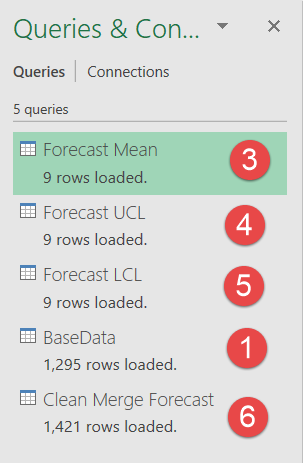 Queries & Con...
Queries | Connections
5 queries
Forecast Mean
9 rows loaded.
3
Forecast UCL
9 rows loaded.
4
Forecast LCL
9 rows loaded.
5
BaseData
1,295 rows loaded.
1
Clean Merge Forecast
1,421 rows loaded.
6